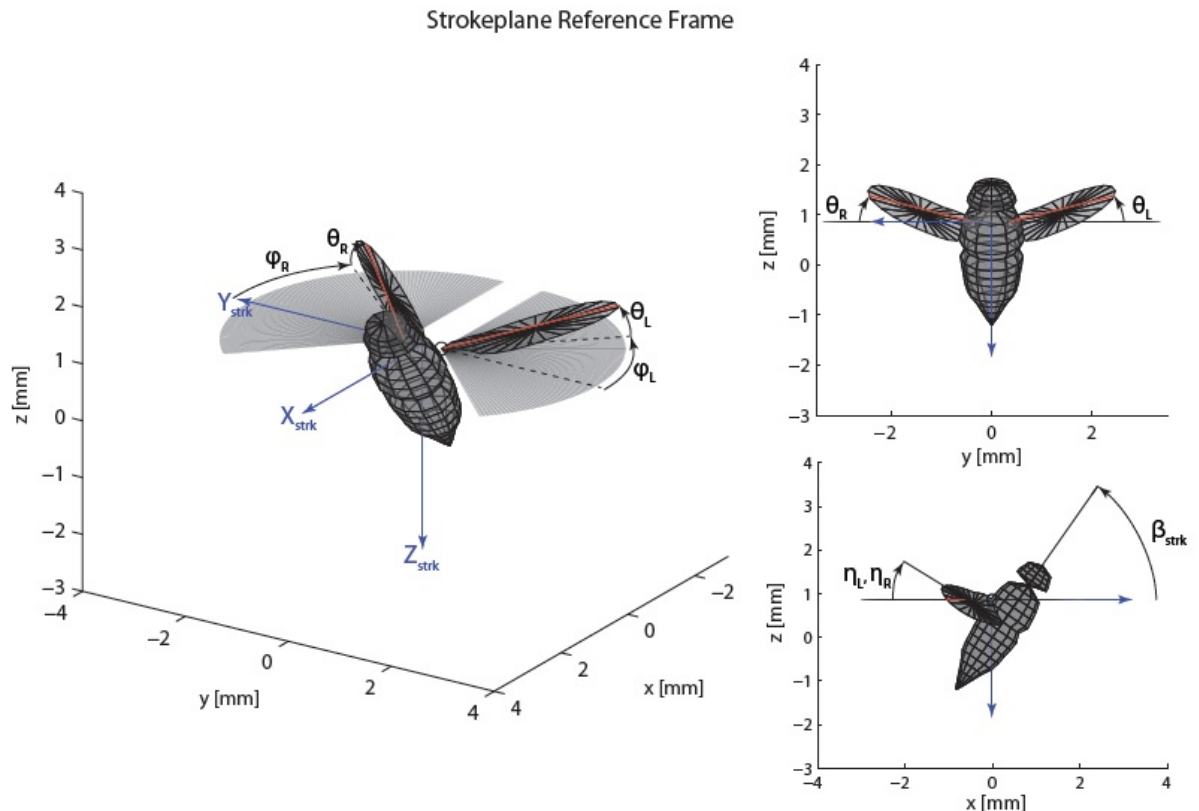 Strokeplane Reference Frame
4
3
2
1
0
−1
−2
−3
z [mm]
−4
−2
0
2
4
y [mm]
4
2
0
−2
x [mm]
θR
φR
Ystrk
Xstrk
Zstrk
θL
φL
4
3
2
1
0
−1
−2
−3
z [mm]
θR
θL
−2
0
2
y [mm]
4
3
2
1
0
−1
−2
−3
z [mm]
ηL, ηR
βstrk
−4
−2
0
2
4
x [mm]